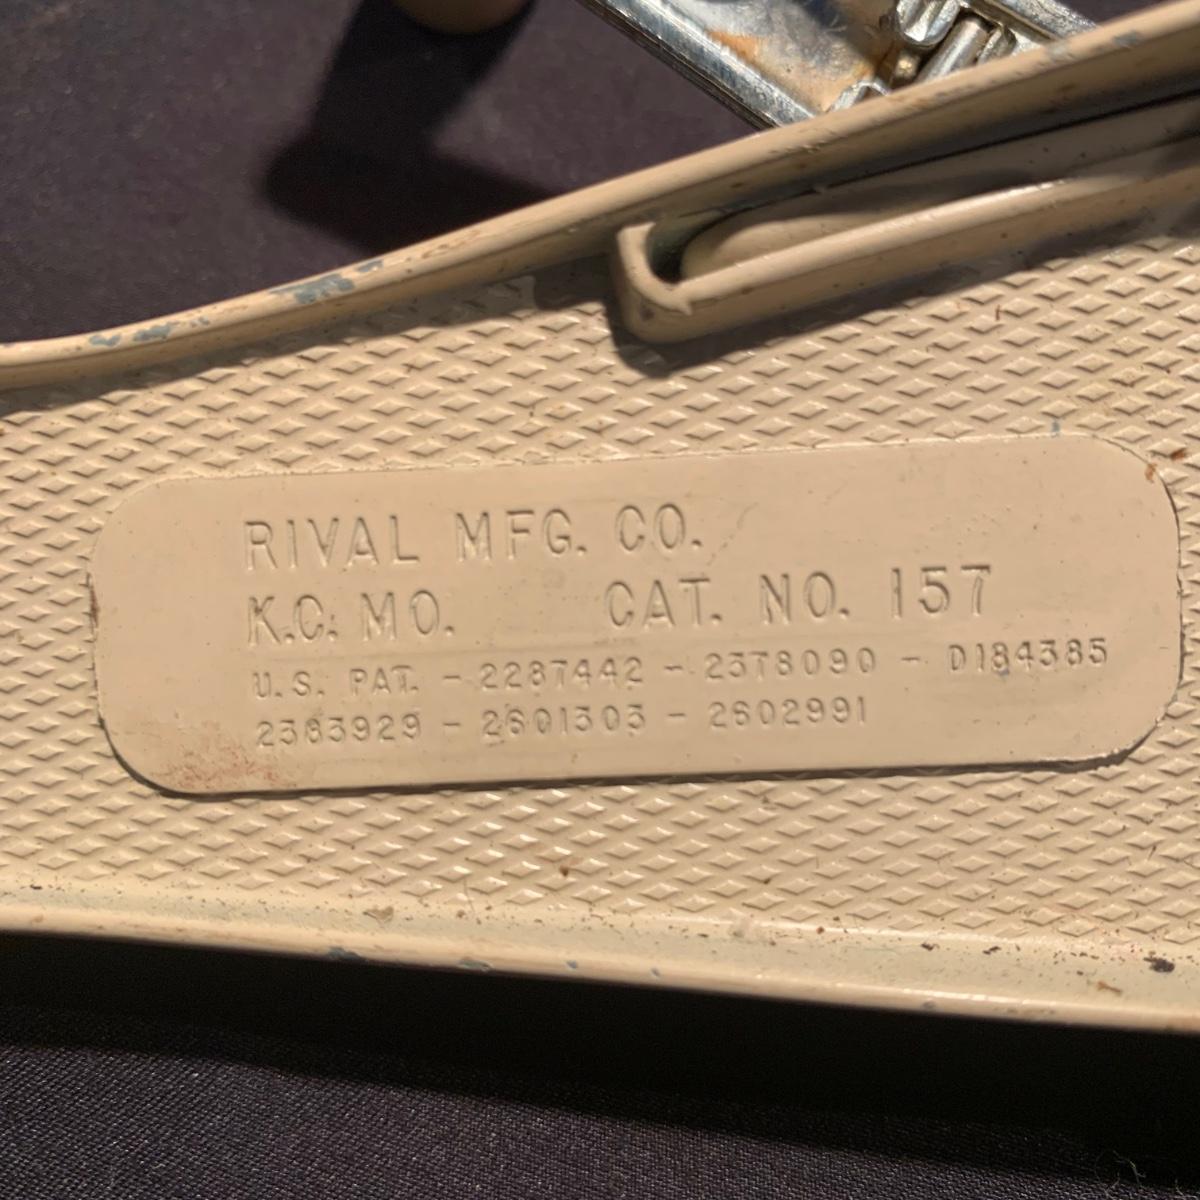 RIVAL MFG. CO.
K.C. MO. CAT. NO. 157
U.S. PAT. - 2287442 - 2378090 - D184385
2383929 - 2601303 - 2602991